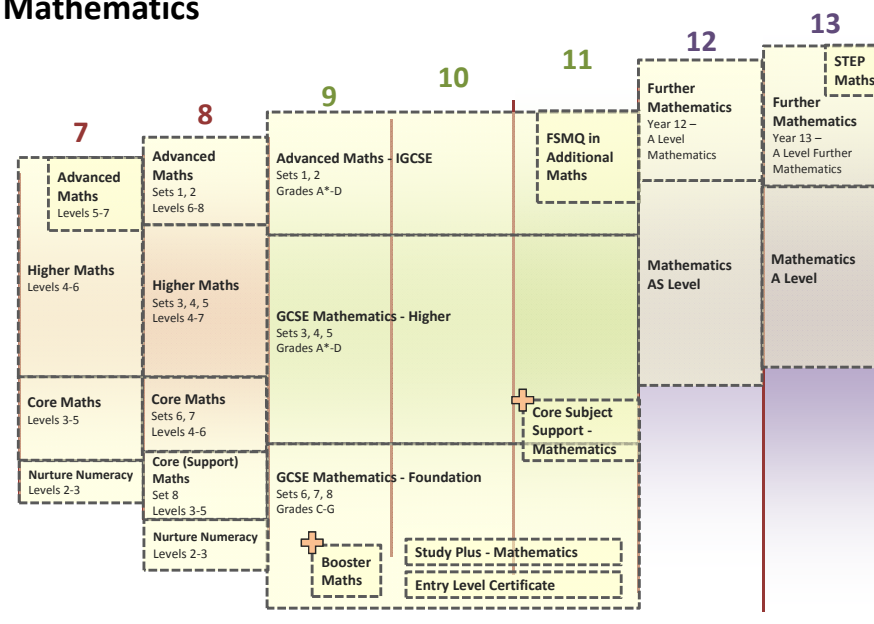 Mathematics
7
8
9
10
11
12
13
Advanced
Maths
Levels 5-7
Higher Maths
Levels 4-6
Core Maths
Levels 3-5
Nurture Numeracy
Levels 2-3
Advanced
Maths
Sets 1, 2
Levels 6-8
Higher Maths
Sets 3, 4, 5
Levels 4-7
Core Maths
Sets 6, 7
Levels 4-6
Core (Support)
Maths
Set 8
Levels 3-5
Nurture Numeracy
Levels 2-3
Advanced Maths - IGCSE
Sets 1, 2
Grades A*-D
GCSE Mathematics - Higher
Sets 3, 4, 5
Grades A*-D
GCSE Mathematics - Foundation
Sets 6, 7, 8
Grades C-G
Booster
Maths
Study Plus - Mathematics
Entry Level Certificate
FSMQ in
Additional
Maths
Core Subject
Support -
Mathematics
Further
Mathematics
Year 12 –
A Level
Mathematics
Mathematics
AS Level
STEP
Maths
Further
Mathematics
Year 13 –
A Level Further
Mathematics
Mathematics
A Level